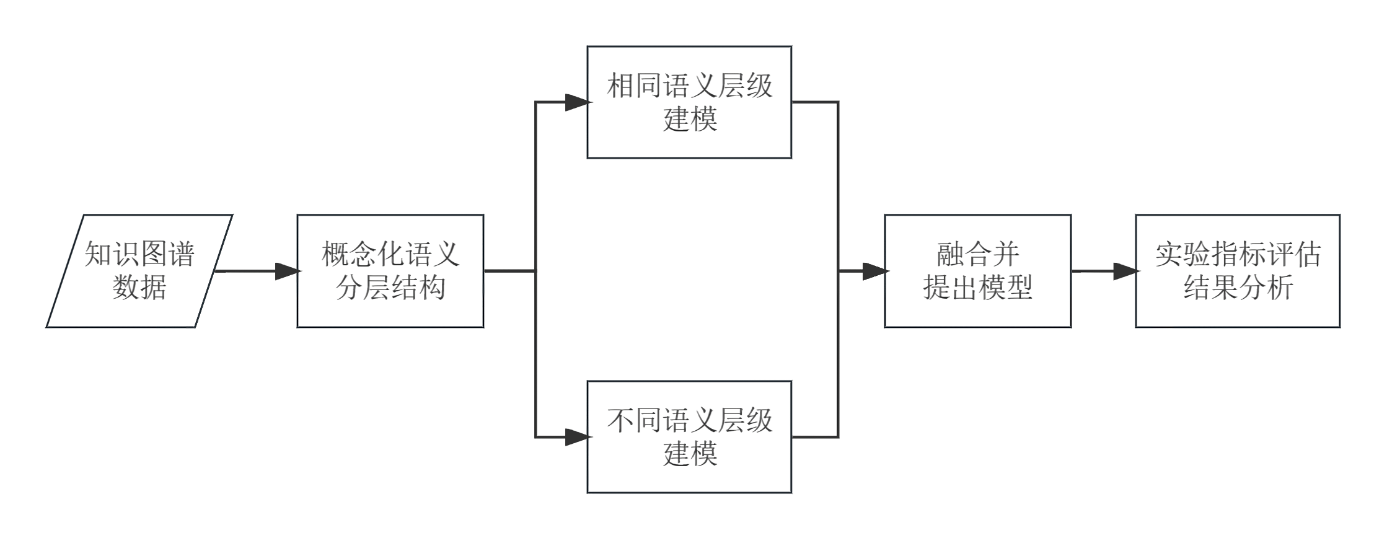 知识图谱
数据
概念化语义
分层结构
相同语义层级
建模
不同语义层级
建模
融合并
提出模型
实验指标评估
结果分析